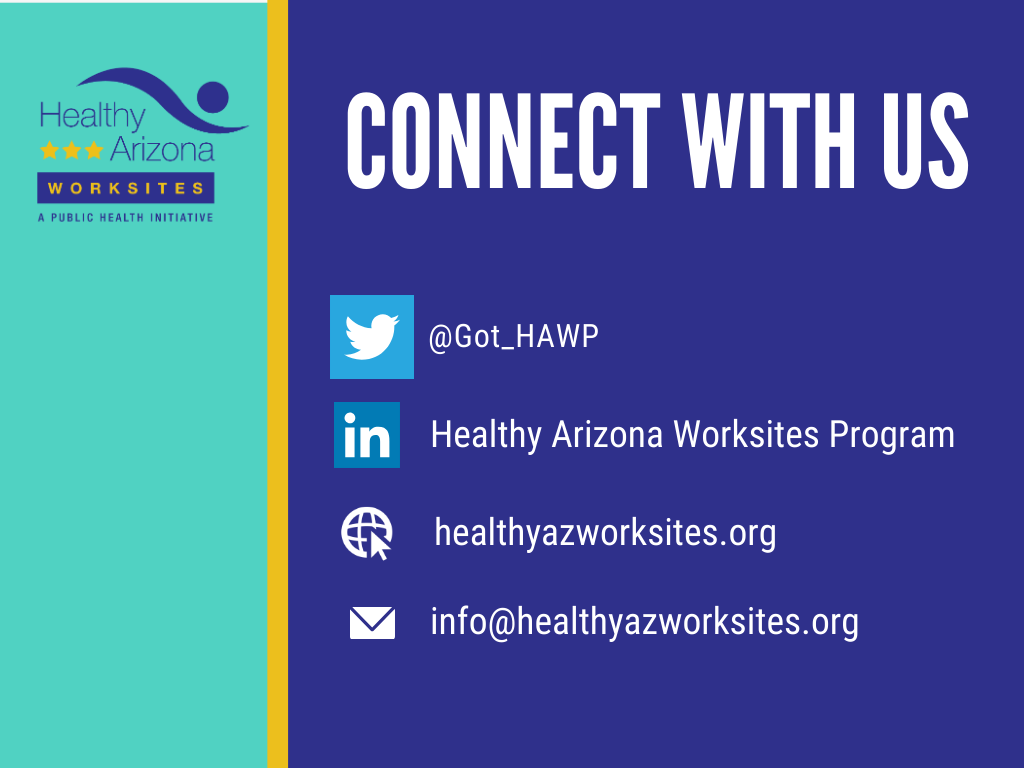 Healthy
Arizona
WORKSITES
A PUBLIC HEALTH INITIATIVE
CONNECT WITH US
@Got_HAWP
in
Healthy Arizona Worksites Program
healthyazworksites.org
info@healthyazworksites.org